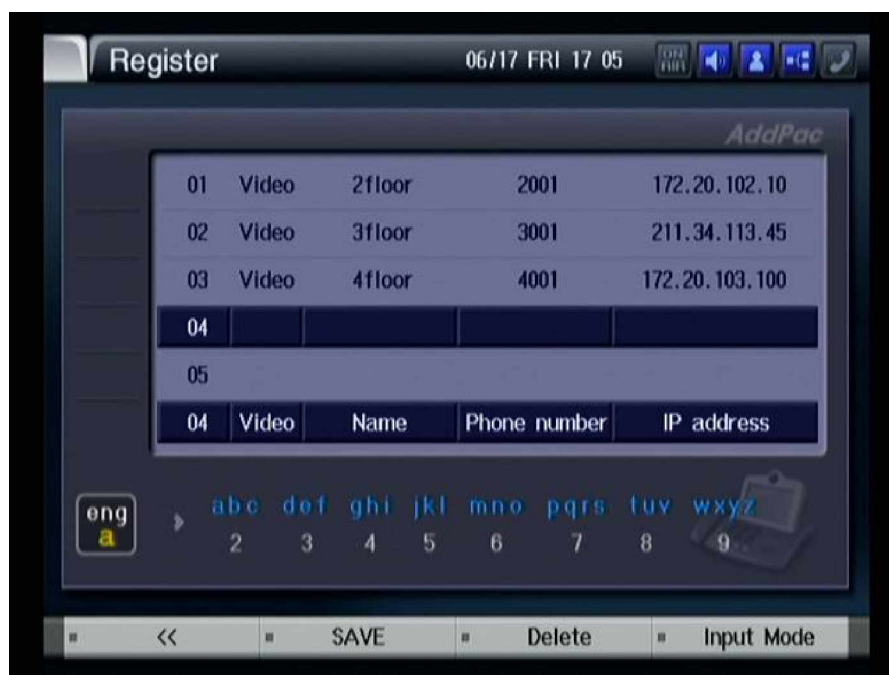 Register 06/17 FRI 17 05 ON AIR
AddPac
01 Video 2floor 2001 172.20.102.10
02 Video 3floor 3001 211.34.113.45
03 Video 4floor 4001 172.20.103.100
04
05
04 Video Name Phone number IP address
eng abc def ghi jkl mno pqrs tuv wxyz
a 2 3 4 5 6 7 8 9
<< SAVE Delete Input Mode